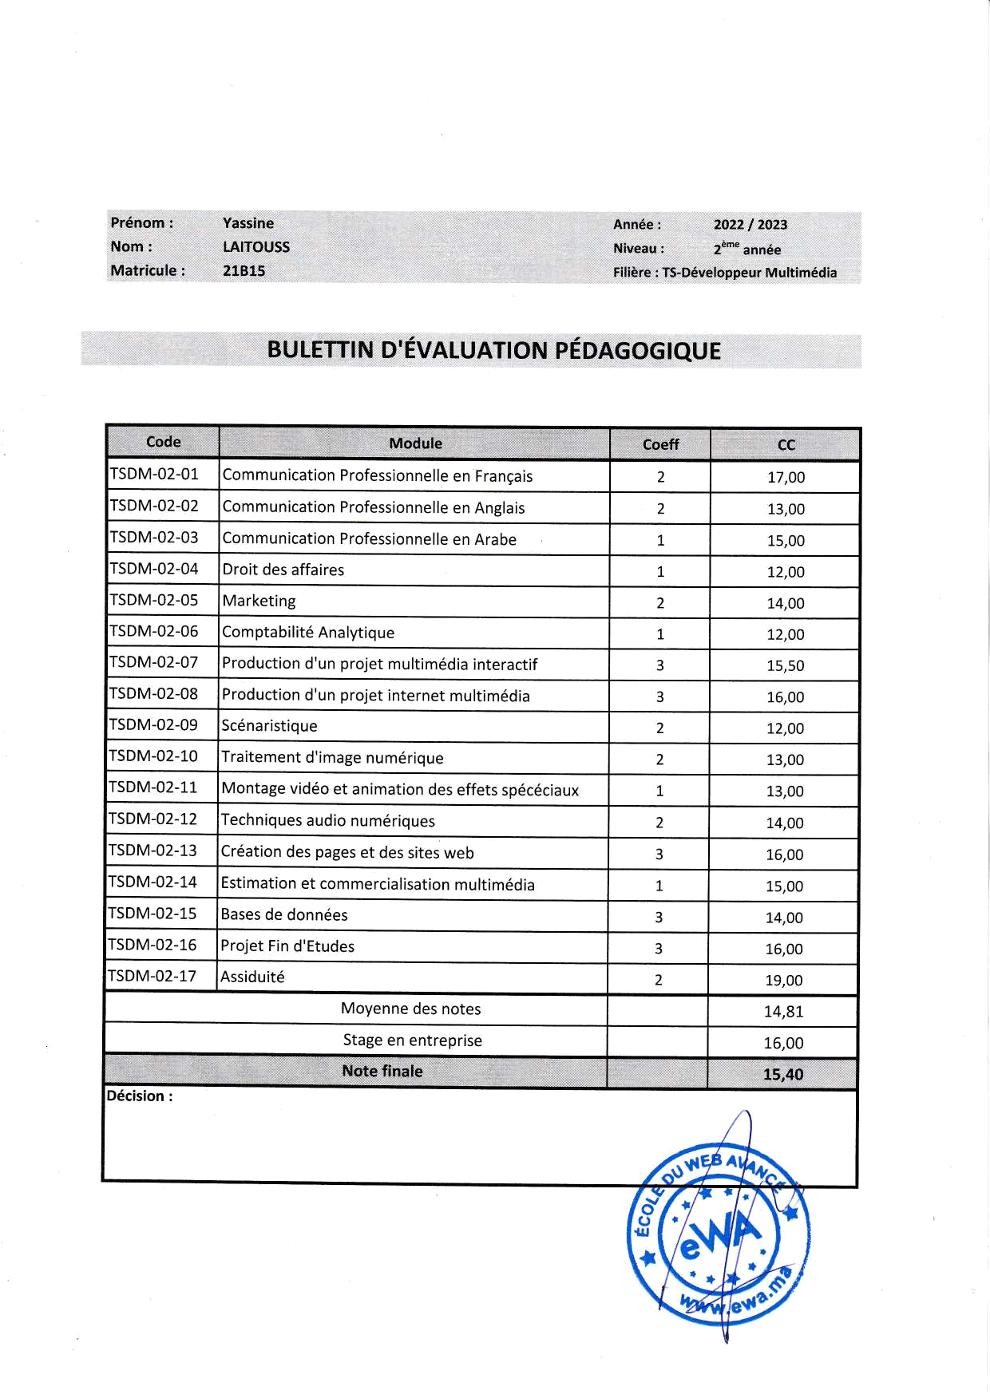 Prénom : Yassine Année : 2022 / 2023
Nom : LAITOUSS Niveau : 2ème année
Matricule : 21B15 Filière : TS-Développeur Multimédia
BULETTIN D'ÉVALUATION PÉDAGOGIQUE
Code Module Coeff CC
TSDM-02-01 Communication Professionnelle en Français 2 17,00
TSDM-02-02 Communication Professionnelle en Anglais 2 13,00
TSDM-02-03 Communication Professionnelle en Arabe 1 15,00
TSDM-02-04 Droit des affaires 1 12,00
TSDM-02-05 Marketing 2 14,00
TSDM-02-06 Comptabilité Analytique 1 12,00
TSDM-02-07 Production d'un projet multimédia interactif 3 15,50
TSDM-02-08 Production d'un projet internet multimédia 3 16,00
TSDM-02-09 Scénaristique 2 12,00
TSDM-02-10 Traitement d'image numérique 2 13,00
TSDM-02-11 Montage vidéo et animation des effets spécéciaux 1 13,00
TSDM-02-12 Techniques audio numériques 2 14,00
TSDM-02-13 Création des pages et des sites web 3 16,00
TSDM-02-14 Estimation et commercialisation multimédia 1 15,00
TSDM-02-15 Bases de données 3 14,00
TSDM-02-16 Projet Fin d'Etudes 3 16,00
TSDM-02-17 Assiduité 2 19,00
Moyenne des notes 14,81
Stage en entreprise 16,00
Note finale 15,40
Décision :
ÉCOLE DU WEB AVANCÉ
eWA
www.ewa.ma